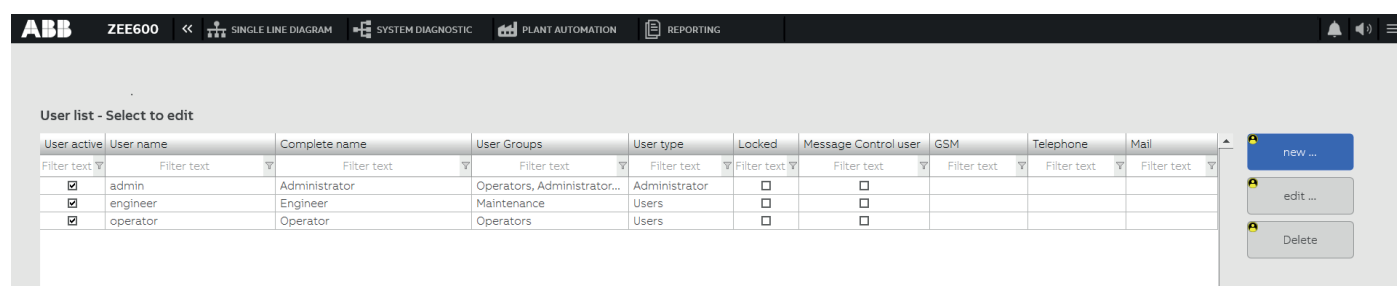 ABB ZEE600 « SINGLE LINE DIAGRAM SYSTEM DIAGNOSTIC PLANT AUTOMATION REPORTING
User list - Select to edit
User active User name Complete name User Groups User type Locked Message Control user GSM Telephone Mail
Filter text Filter text Filter text Filter text Filter text Filter text Filter text Filter text Filter text Filter text
admin Administrator Operators, Administrator... Administrator
engineer Engineer Maintenance Users
operator Operator Operators Users
new ...
edit ...
Delete